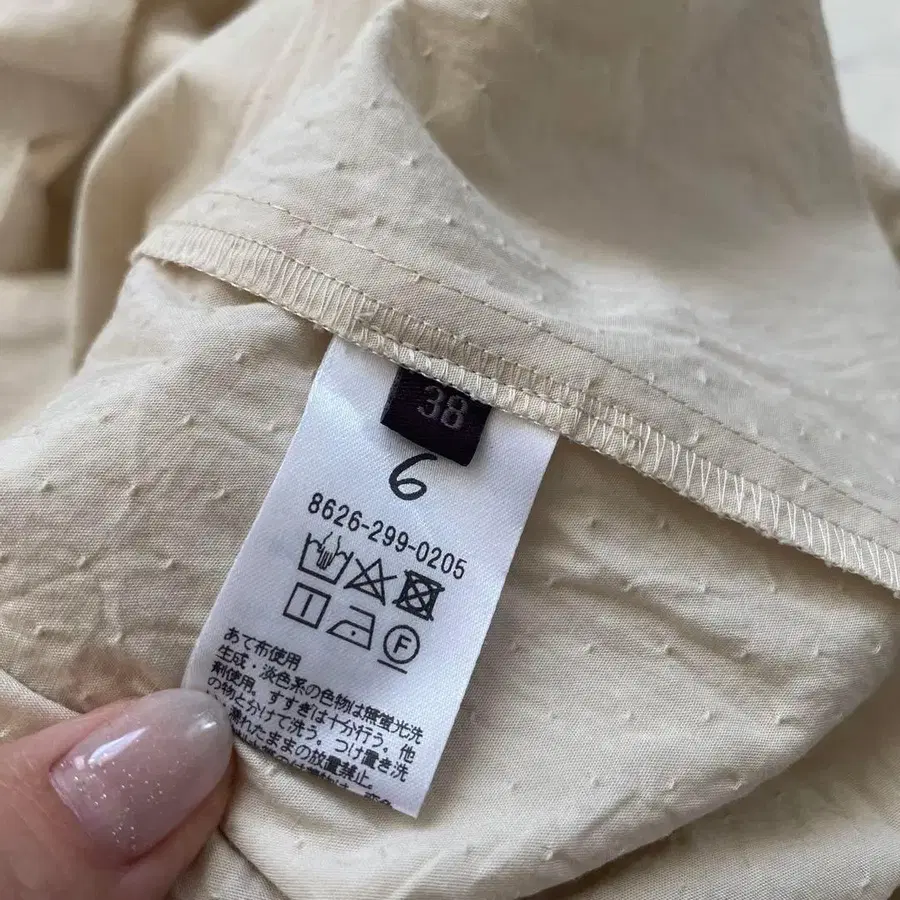 38
6
8626-299-0205
F
あて布使用
生成・淡色系の色物は無蛍光洗
剤使用。すすぎは十分行う。他
の物と分けて洗う。つけ置き洗
濡れたままの放置禁止。